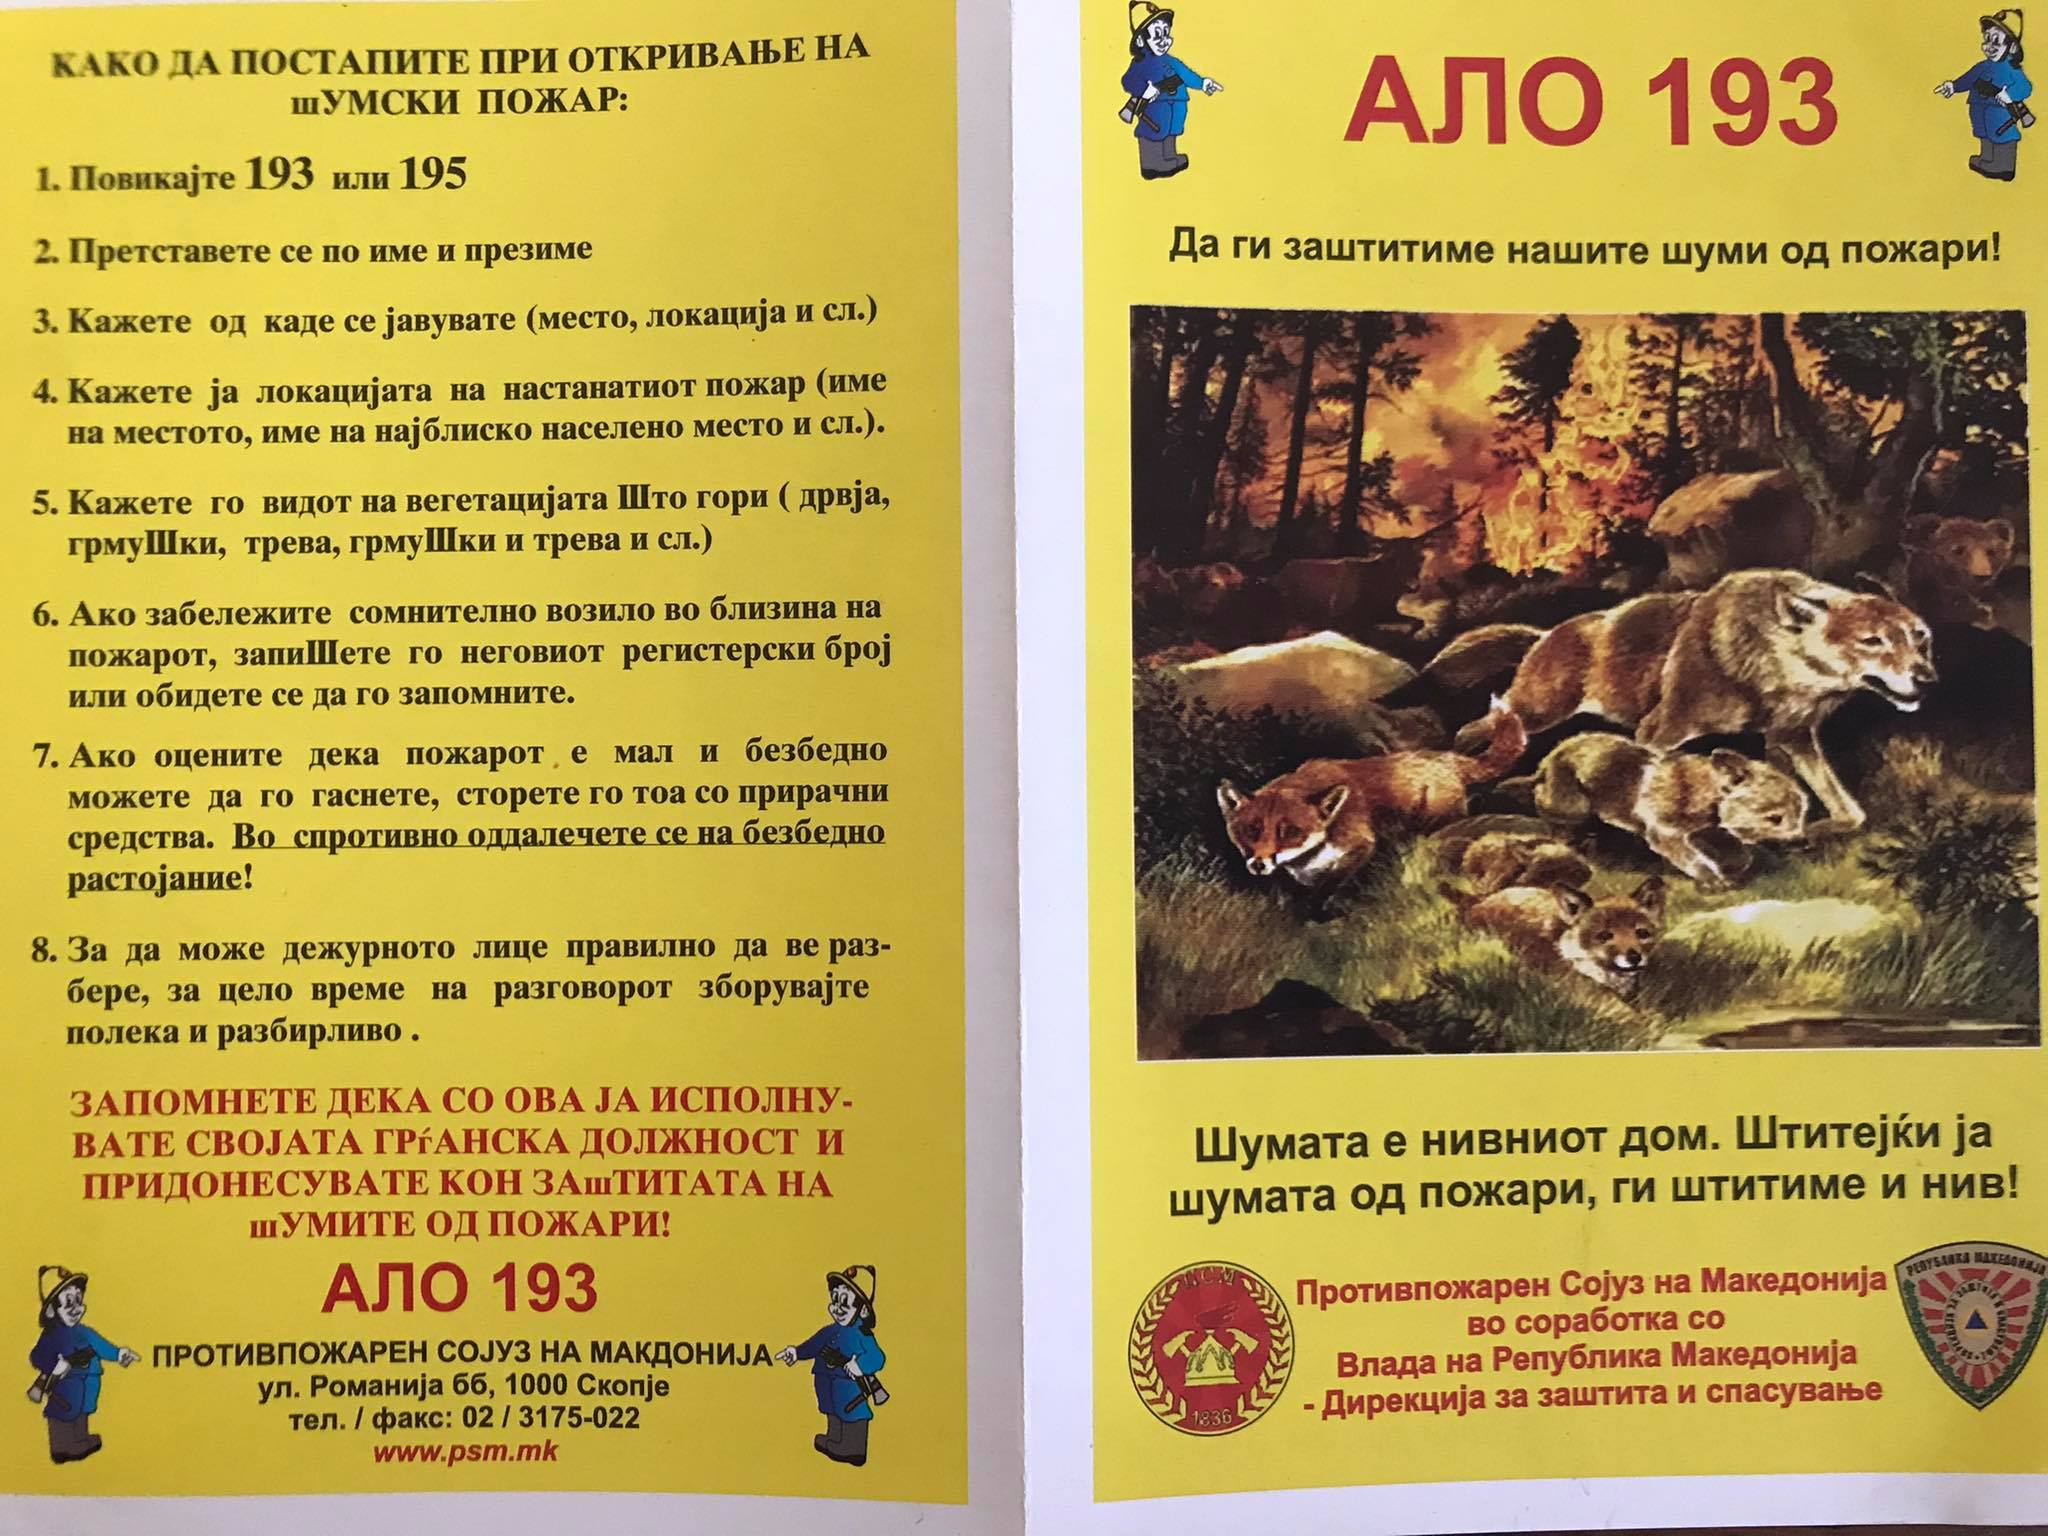 КАКО ДА ПОСТАПИТЕ ПРИ ОТКРИВАЊЕ НА
шУМСКИ ПОЖАР:
1. Повикајте 193 или 195
2. Претставете се по име и презиме
3. Кажете од каде се јавувате (место, локација и сл.)
4. Кажете ја локацијата на настанатиот пожар (име
на местото, име на најблиско населено место и сл.).
5. Кажете го видот на вегетацијата Што гори ( дрвја,
грмуШки, трева, грмуШки и трева и сл.)
6. Ако забележите сомнително возило во близина на
пожарот, запиШете го неговиот регистерски број
или обидете се да го запомните.
7. Ако оцените дека пожарот е мал и безбедно
можете да го гаснете, сторете го тоа со прирачни
средства. Во спротивно оддалечете се на безбедно
растојание!
8. За да може дежурното лице правилно да ве раз-
бере, за цело време на разговорот зборувајте
полека и разбирливо .
ЗАПОМНЕТЕ ДЕКА СО ОВА ЈА ИСПОЛНУ-
ВАТЕ СВОЈАТА ГРѓАНСКА ДОЛЖНОСТ И
ПРИДОНЕСУВАТЕ КОН ЗАшТИТАТА НА
шУМИТЕ ОД ПОЖАРИ!
АЛО 193
ПРОТИВПОЖАРЕН СОЈУЗ НА МАКДОНИЈА
ул. Романија бб, 1000 Скопје
тел. / факс: 02 / 3175-022
www.psm.mk
АЛО 193
Да ги заштитиме нашите шуми од пожари!
Шумата е нивниот дом. Штитејќи ја
шумата од пожари, ги штитиме и нив!
ПСМ
1836
Противпожарен Сојуз на Македонија
во соработка со
Влада на Република Македонија
- Дирекција за заштита и спасување
РЕПУБЛИКА МАКЕДОНИЈА